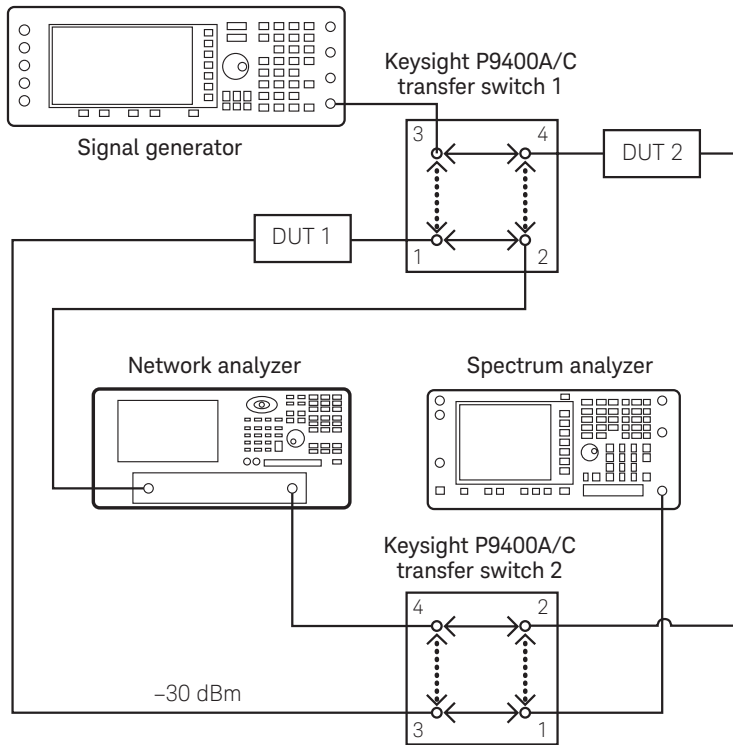 Keysight P9400A/C
transfer switch 1
Signal generator
3
4
DUT 2
DUT 1
1
2
Network analyzer
Spectrum analyzer
Keysight P9400A/C
transfer switch 2
4
2
–30 dBm
3
1